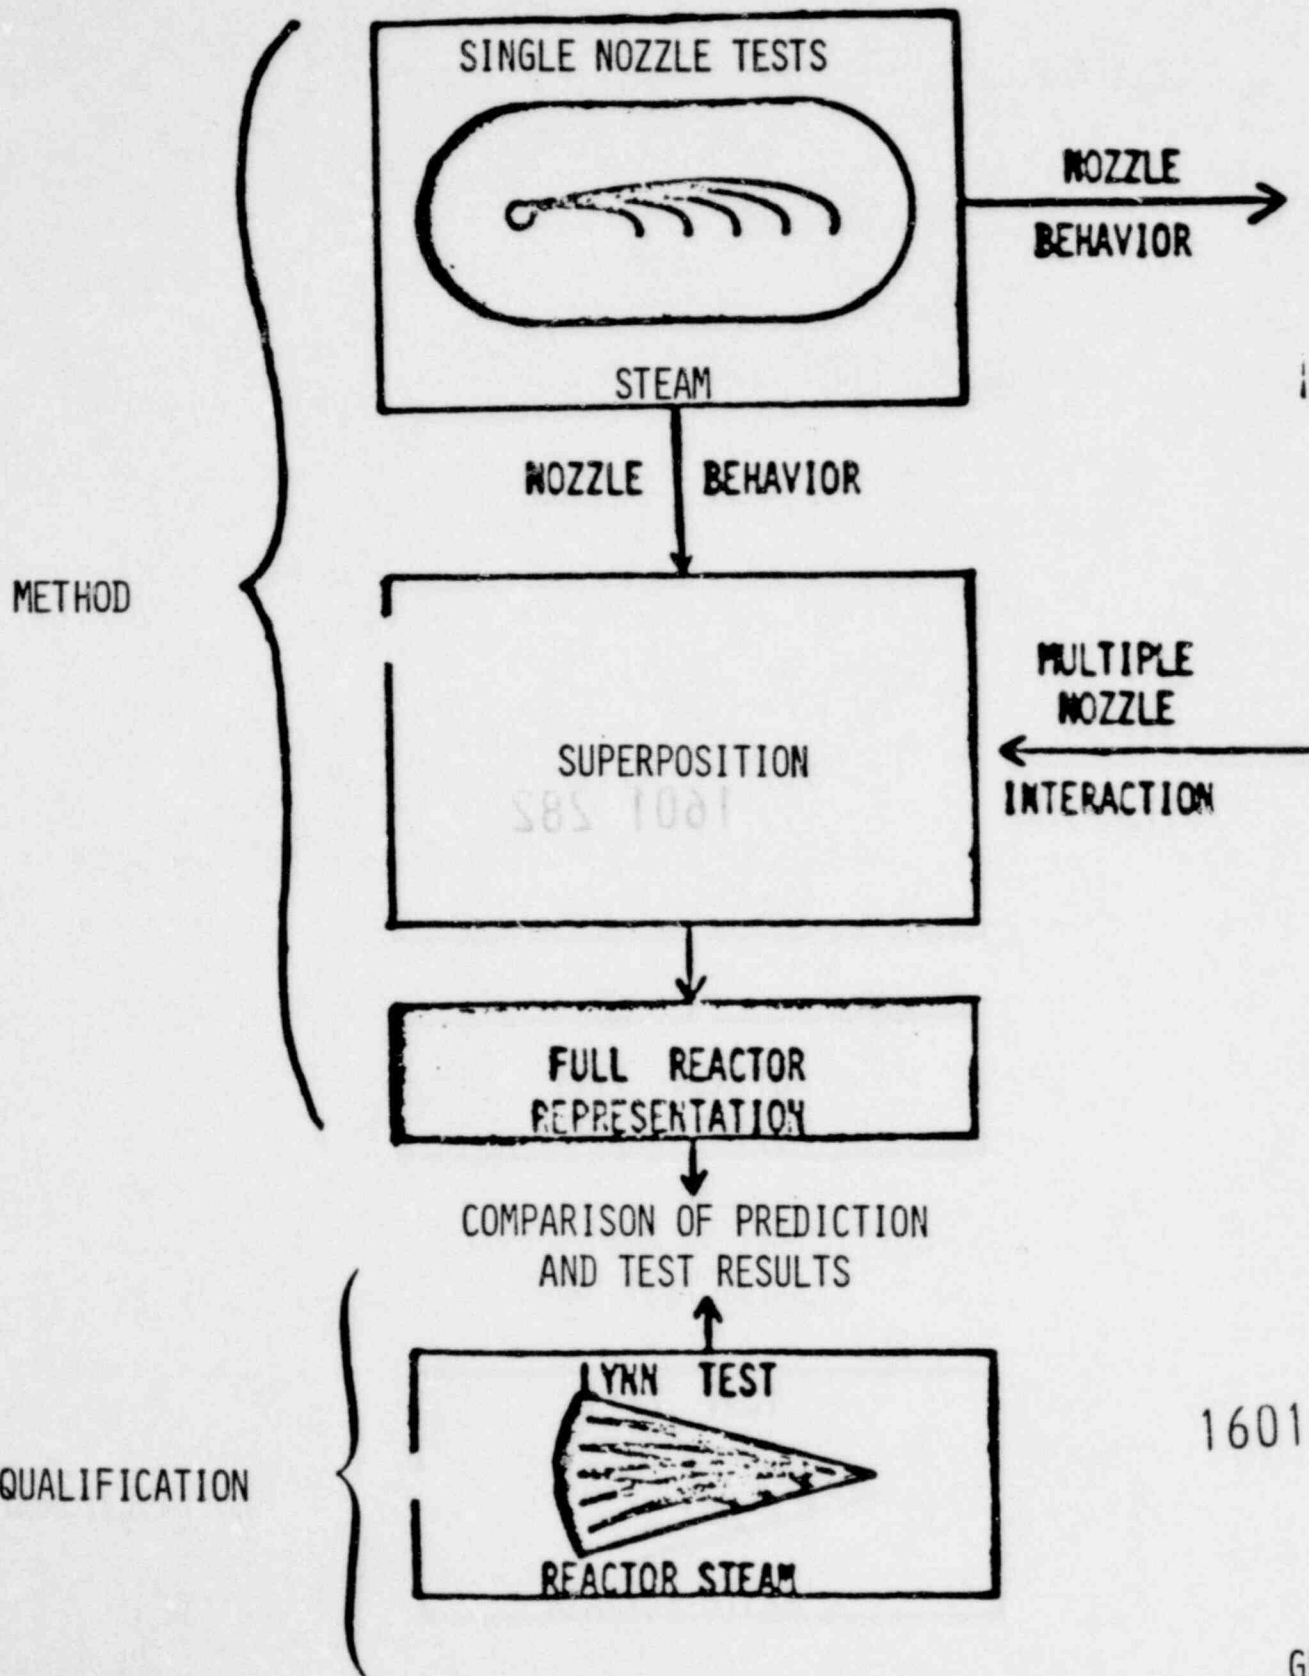 SINGLE NOZZLE TESTS
STEAM
NOZZLE
BEHAVIOR
NOZZLE BEHAVIOR
METHOD
SUPERPOSITION
1601 282
MULTIPLE
NOZZLE
INTERACTION
FULL REACTOR
REPRESENTATION
COMPARISON OF PREDICTION
AND TEST RESULTS
LYNN TEST
REACTOR STEAM
QUALIFICATION
1601
G